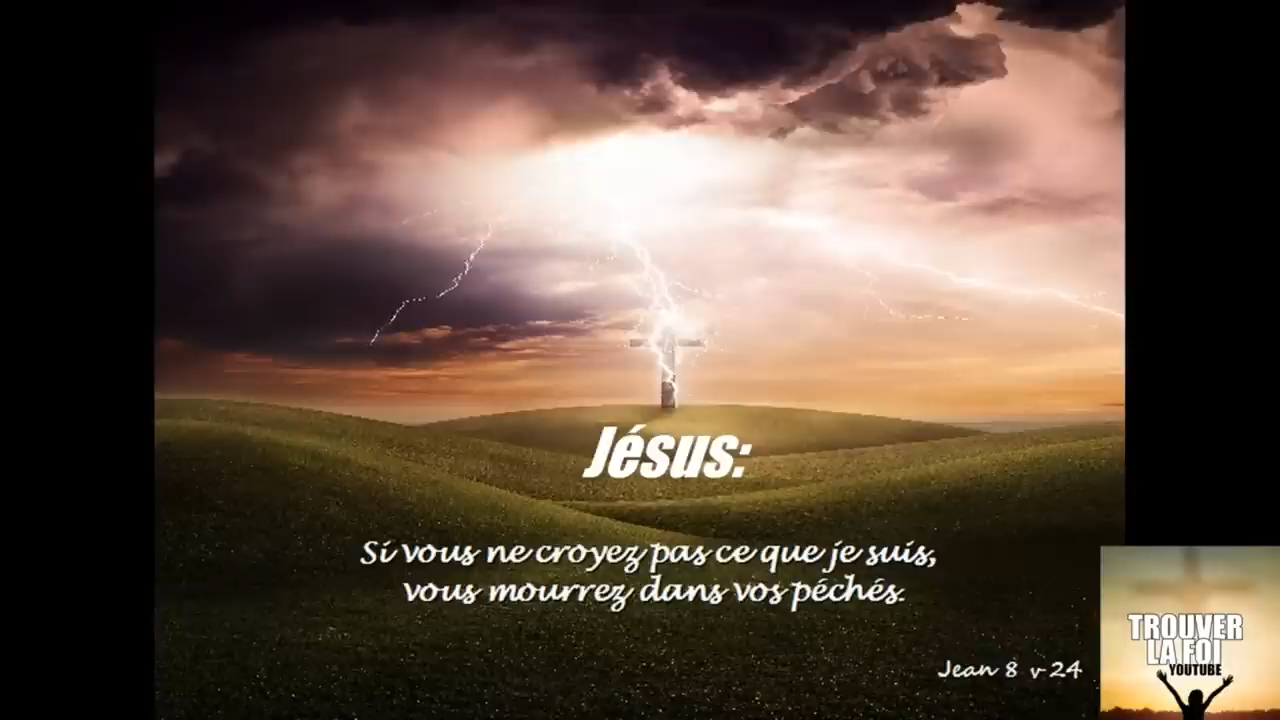 Jésus:
Si vous ne croyez pas ce que je suis,
vous mourrez dans vos péchés.
Jean 8 v 24
TROUVER
LA FOI
YOUTUBE